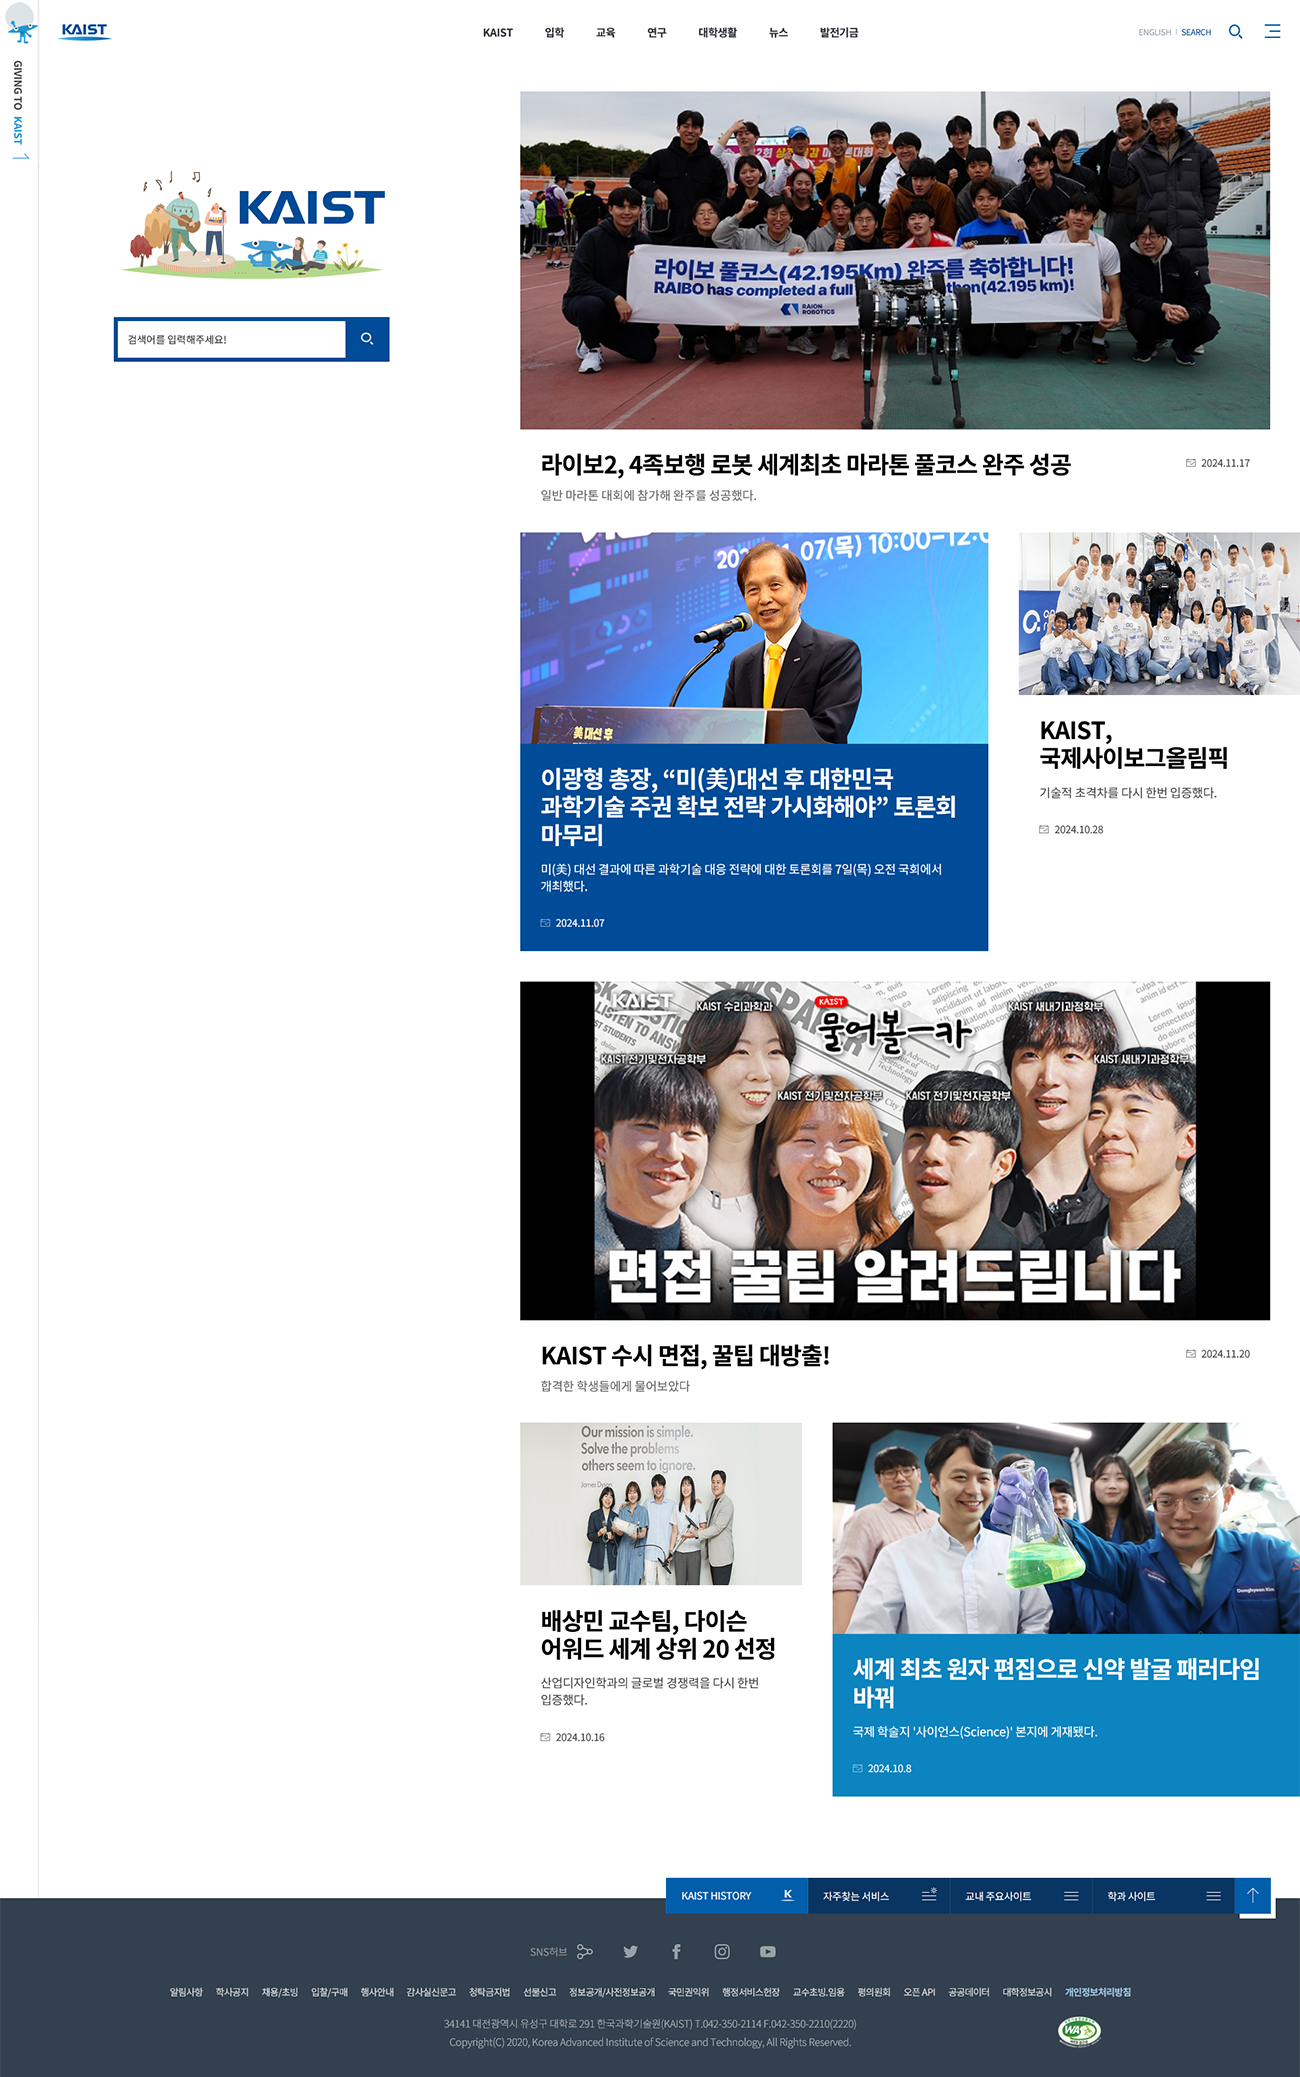 GIVING TO KAIST
KAIST
KAIST
입학
교육
연구
대학생활
뉴스
발전기금
ENGLISH
SEARCH
KAIST
검색어를 입력해주세요!
라이보 풀코스(42.195Km) 완주를 축하합니다!
RAIBO has completed a full
(42.195 km)!
RAION
ROBOTICS
라이보2, 4족보행 로봇 세계최초 마라톤 풀코스 완주 성공
2024.11.17
일반 마라톤 대회에 참가해 완주를 성공했다.
07(목) 10:00-12:0
美 대선 후
이광형 총장, “미(美)대선 후 대한민국
과학기술 주권 확보 전략 가시화해야” 토론회
마무리
미(美) 대선 결과에 따른 과학기술 대응 전략에 대한 토론회를 7일(목) 오전 국회에서
개최했다.
2024.11.07
KAIST,
국제사이보그올림픽
기술적 초격차를 다시 한번 입증했다.
2024.10.28
KAIST
KAIST 수리과학과
KAIST
물어볼ㅡ카
KAIST 새내기과정학부
KAIST 전기및전자공학부
KAIST 새내기과정학부
KAIST 전기및전자공학부
KAIST 전기및전자공학부
면접 꿀팁 알려드립니다
KAIST 수시 면접, 꿀팁 대방출!
2024.11.20
합격한 학생들에게 물어보았다
Our mission is simple.
Solve the problems
others seem to ignore.
James Dyson
배상민 교수팀, 다이슨
어워드 세계 상위 20 선정
산업디자인학과의 글로벌 경쟁력을 다시 한번
입증했다.
2024.10.16
Donghyeon Kim
세계 최초 원자 편집으로 신약 발굴 패러다임
바꿔
국제 학술지 '사이언스(Science)' 본지에 게재됐다.
2024.10.8
KAIST HISTORY
자주찾는 서비스
교내 주요사이트
학과 사이트
SNS허브
알림사항 학사공지 채용/초빙 입찰/구매 행사안내 감사실신문고 청탁금지법 선물신고 정보공개/사전정보공개 국민권익위 행정서비스헌장 교수초빙.임용 평의원회 오픈 API 공공데이터 대학정보공시 개인정보처리방침
34141 대전광역시 유성구 대학로 291 한국과학기술원(KAIST) T.042-350-2114 F.042-350-2210(2220)
Copyright(C) 2020, Korea Advanced Institute of Science and Technology, All Rights Reserved.
WA